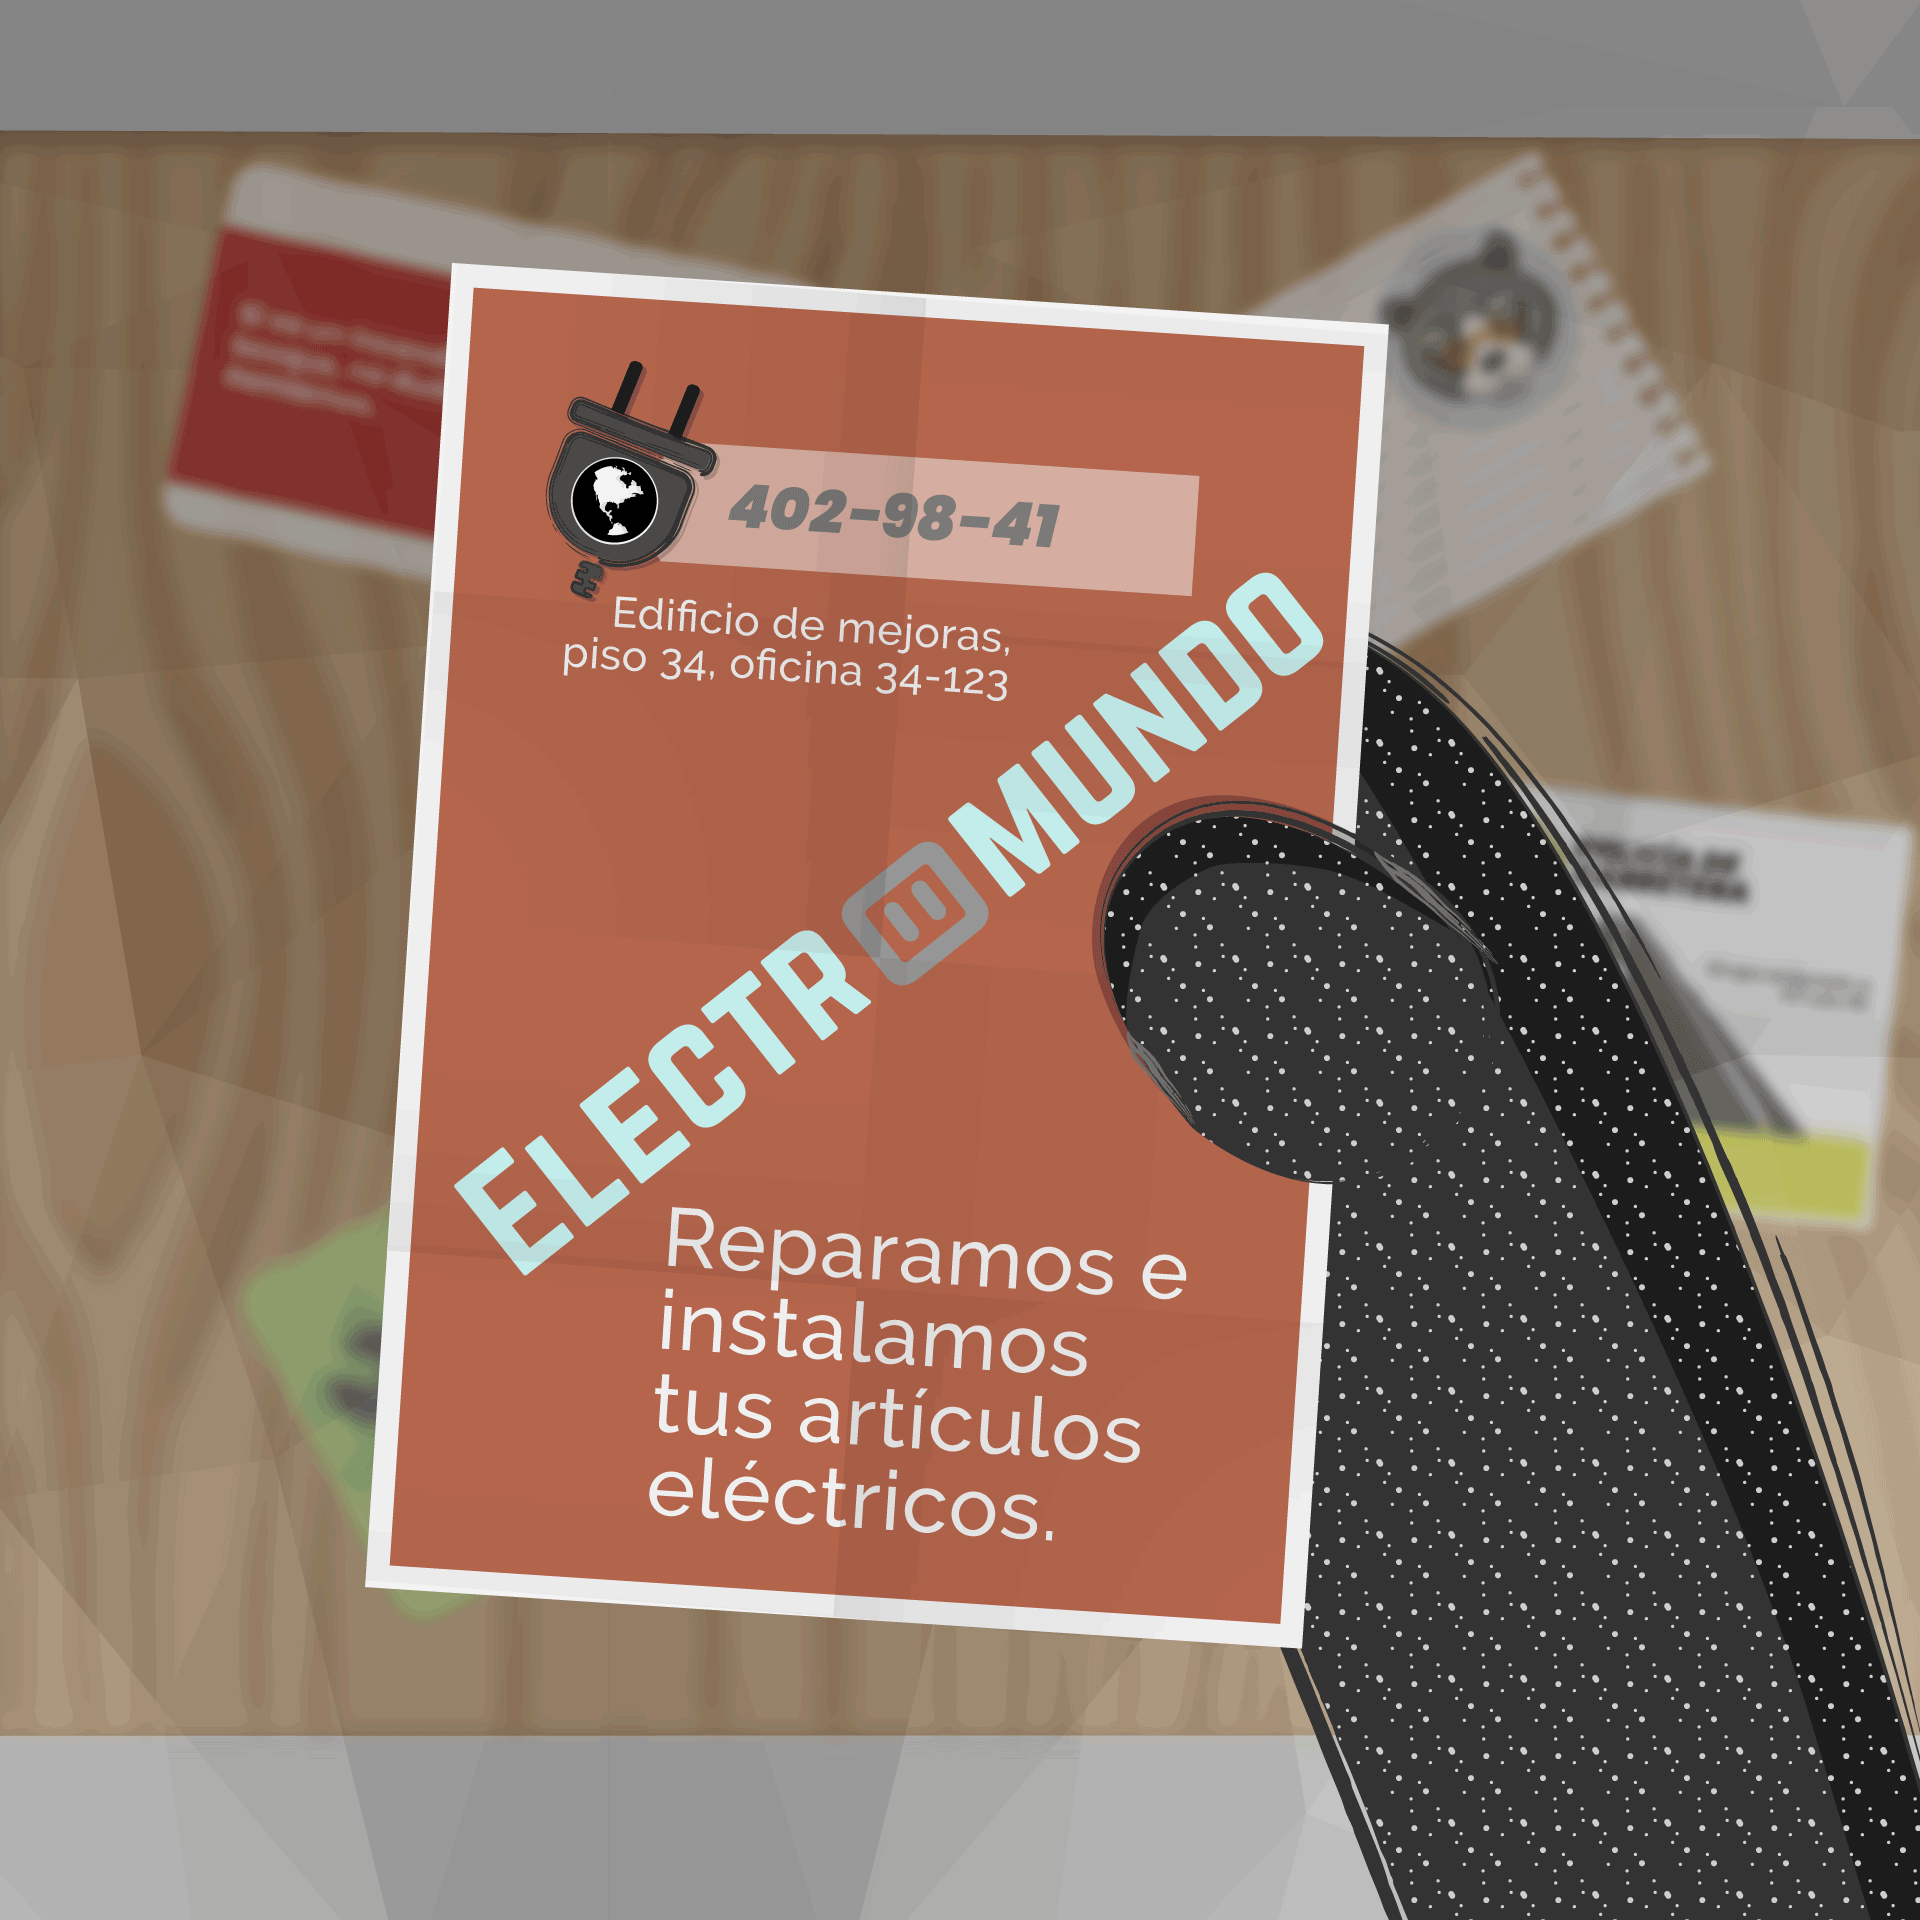 402-98-41
Edificio de mejoras,
piso 34, oficina 34-123
ELECTR MUNDO
Reparamos e
instalamos
tus artículos
eléctricos.